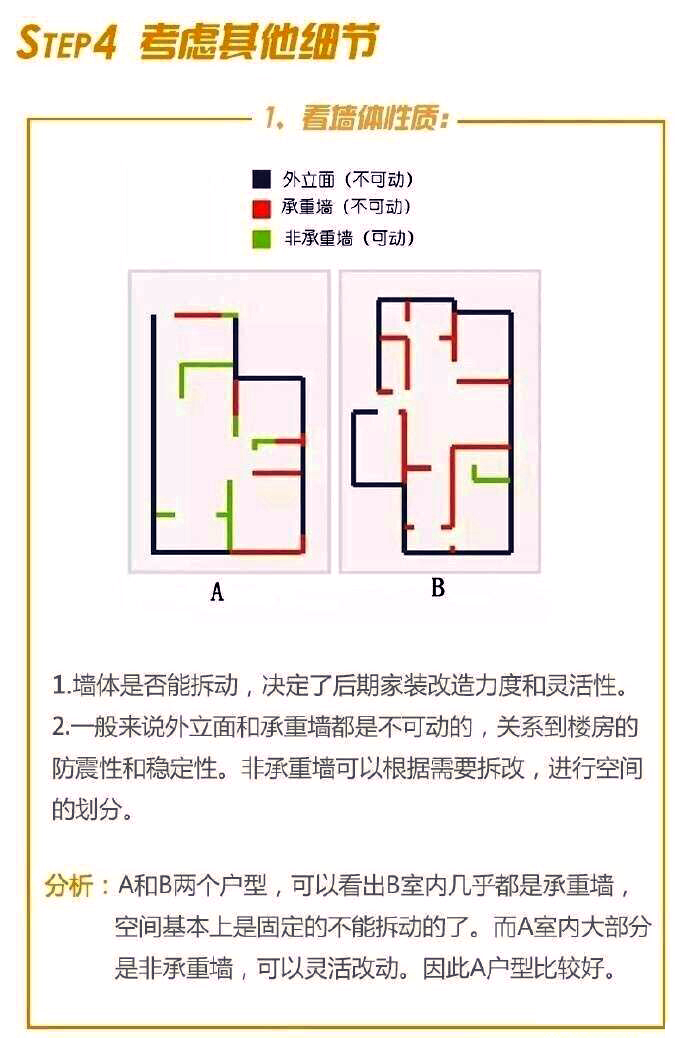 STEP4 考虑其他细节
1、看墙体性质：
外立面（不可动）
承重墙（不可动）
非承重墙（可动）
A
B
1.墙体是否能拆动，决定了后期家装改造力度和灵活性。
2.一般来说外立面和承重墙都是不可动的，关系到楼房的
防震性和稳定性。非承重墙可以根据需要拆改，进行空间
的划分。
分析：A和B两个户型，可以看出B室内几乎都是承重墙，
空间基本上是固定的不能拆动的了。而A室内大部分
是非承重墙，可以灵活改动。因此A户型比较好。